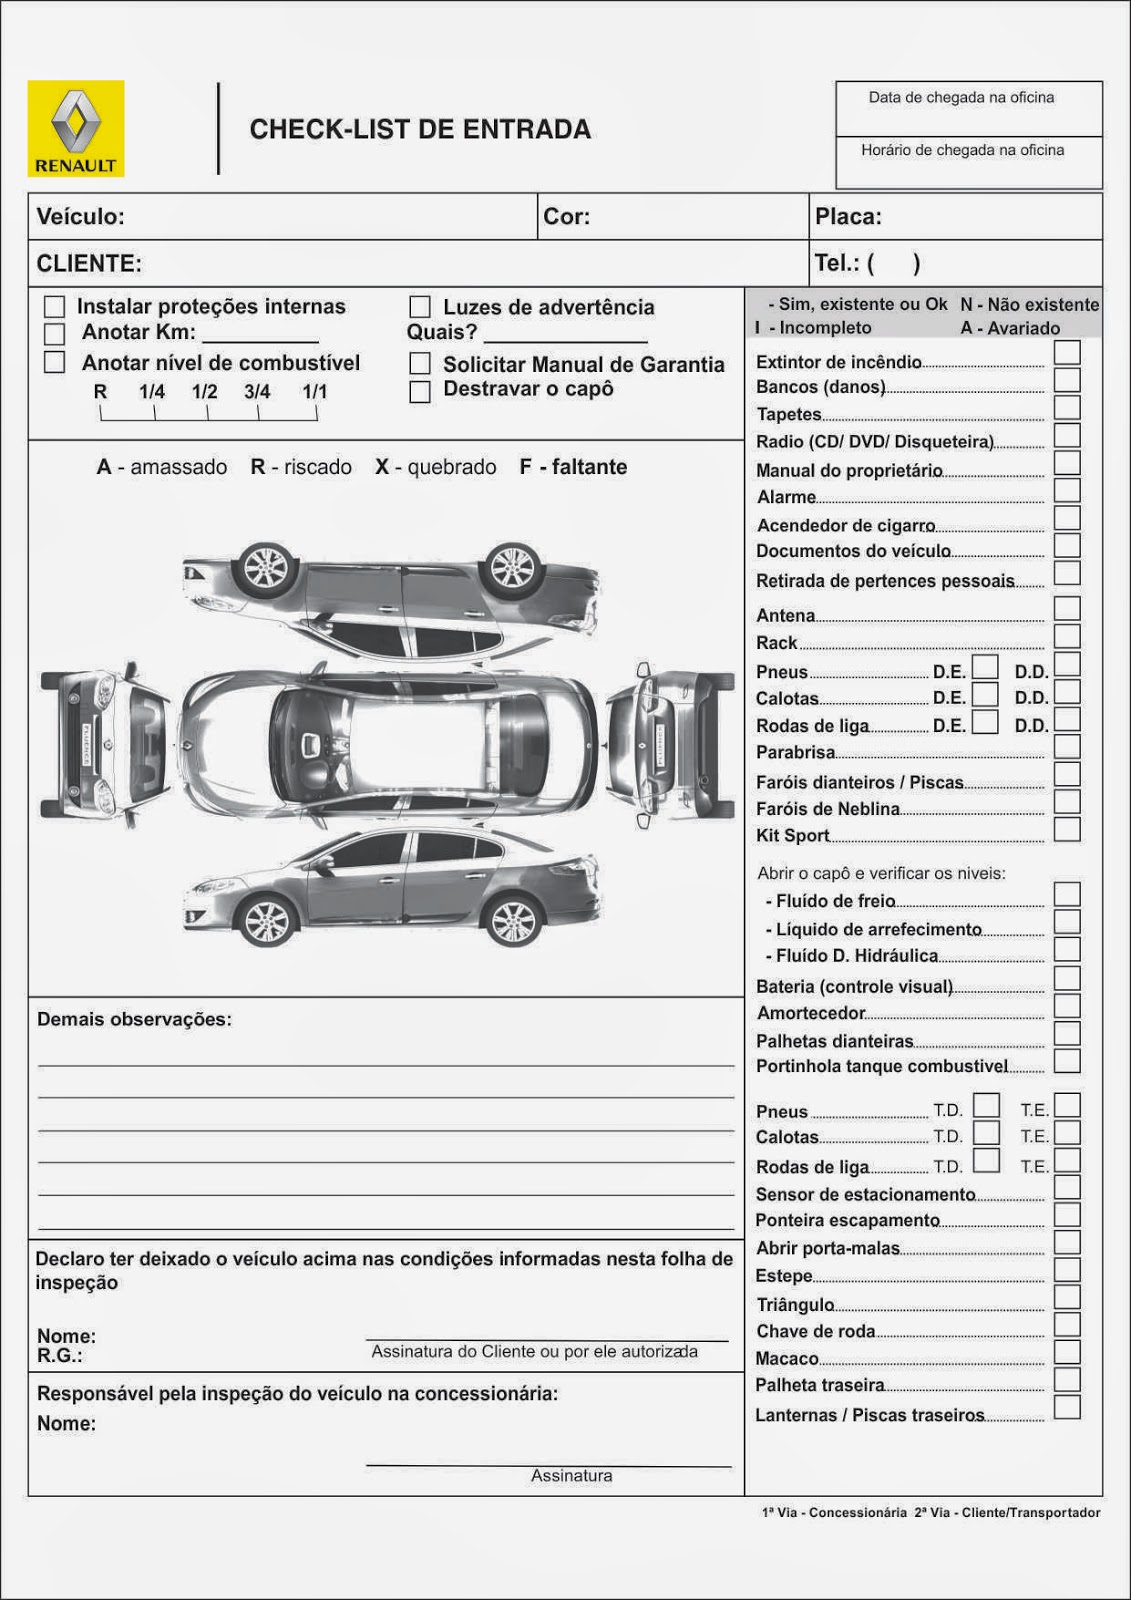 RENAULT
CHECK-LIST DE ENTRADA
Data de chegada na oficina
Horário de chegada na oficina
Veículo:
Cor:
Placa:
CLIENTE:
Tel.: (      )
Instalar proteções internas
Anotar Km:
Anotar nível de combustível
R 1/4 1/2 3/4 1/1
Luzes de advertência
Quais?
Solicitar Manual de Garantia
Destravar o capô
A - amassado R - riscado X - quebrado F - faltante
FLUENCE
FLUENCE
Demais observações:
Declaro ter deixado o veículo acima nas condições informadas nesta folha de
inspeção
Nome:
R.G.:
Assinatura do Cliente ou por ele autorizada
Responsável pela inspeção do veículo na concessionária:
Nome:
Assinatura
- Sim, existente ou Ok N - Não existente
I - Incompleto A - Avariado
Extintor de incêndio
Bancos (danos)
Tapetes
Radio (CD/ DVD/ Disqueteira)
Manual do proprietário
Alarme
Acendedor de cigarro
Documentos do veículo
Retirada de pertences pessoais
Antena
Rack
Pneus D.E. D.D.
Calotas D.E. D.D.
Rodas de liga D.E. D.D.
Parabrisa
Faróis dianteiros / Piscas
Faróis de Neblina
Kit Sport
Abrir o capô e verificar os niveis:
- Fluído de freio
- Líquido de arrefecimento
- Fluído D. Hidráulica
Bateria (controle visual)
Amortecedor
Palhetas dianteiras
Portinhola tanque combustivel
Pneus T.D. T.E.
Calotas T.D. T.E.
Rodas de liga T.D. T.E.
Sensor de estacionamento
Ponteira escapamento
Abrir porta-malas
Estepe
Triângulo
Chave de roda
Macaco
Palheta traseira
Lanternas / Piscas traseiros
1ª Via - Concessionária 2ª Via - Cliente/Transportador